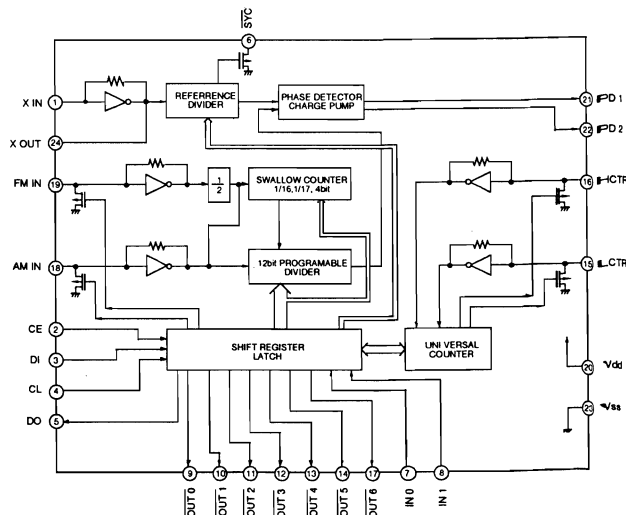 SYC
6
X IN 1
REFERRENCE
DIVIDER
PHASE DETECTOR
CHARGE PUMP
21 PD 1
22 PD 2
X OUT 24
FM IN 19
1
2
SWALLOW COUNTER
1/16,1/17, 4bit
16 ICTR
AM IN 18
12bit PROGRAMABLE
DIVIDER
15 LCTR
CE 2
DI 3
CL 4
DO 5
SHIFT REGISTER
LATCH
UNI VERSAL
COUNTER
20 Vdd
23 Vss
9 10 11 12 13 14 17 7 8
OUT 0
OUT 1
OUT 2
OUT 3
OUT 4
OUT 5
OUT 6
IN 0
IN 1